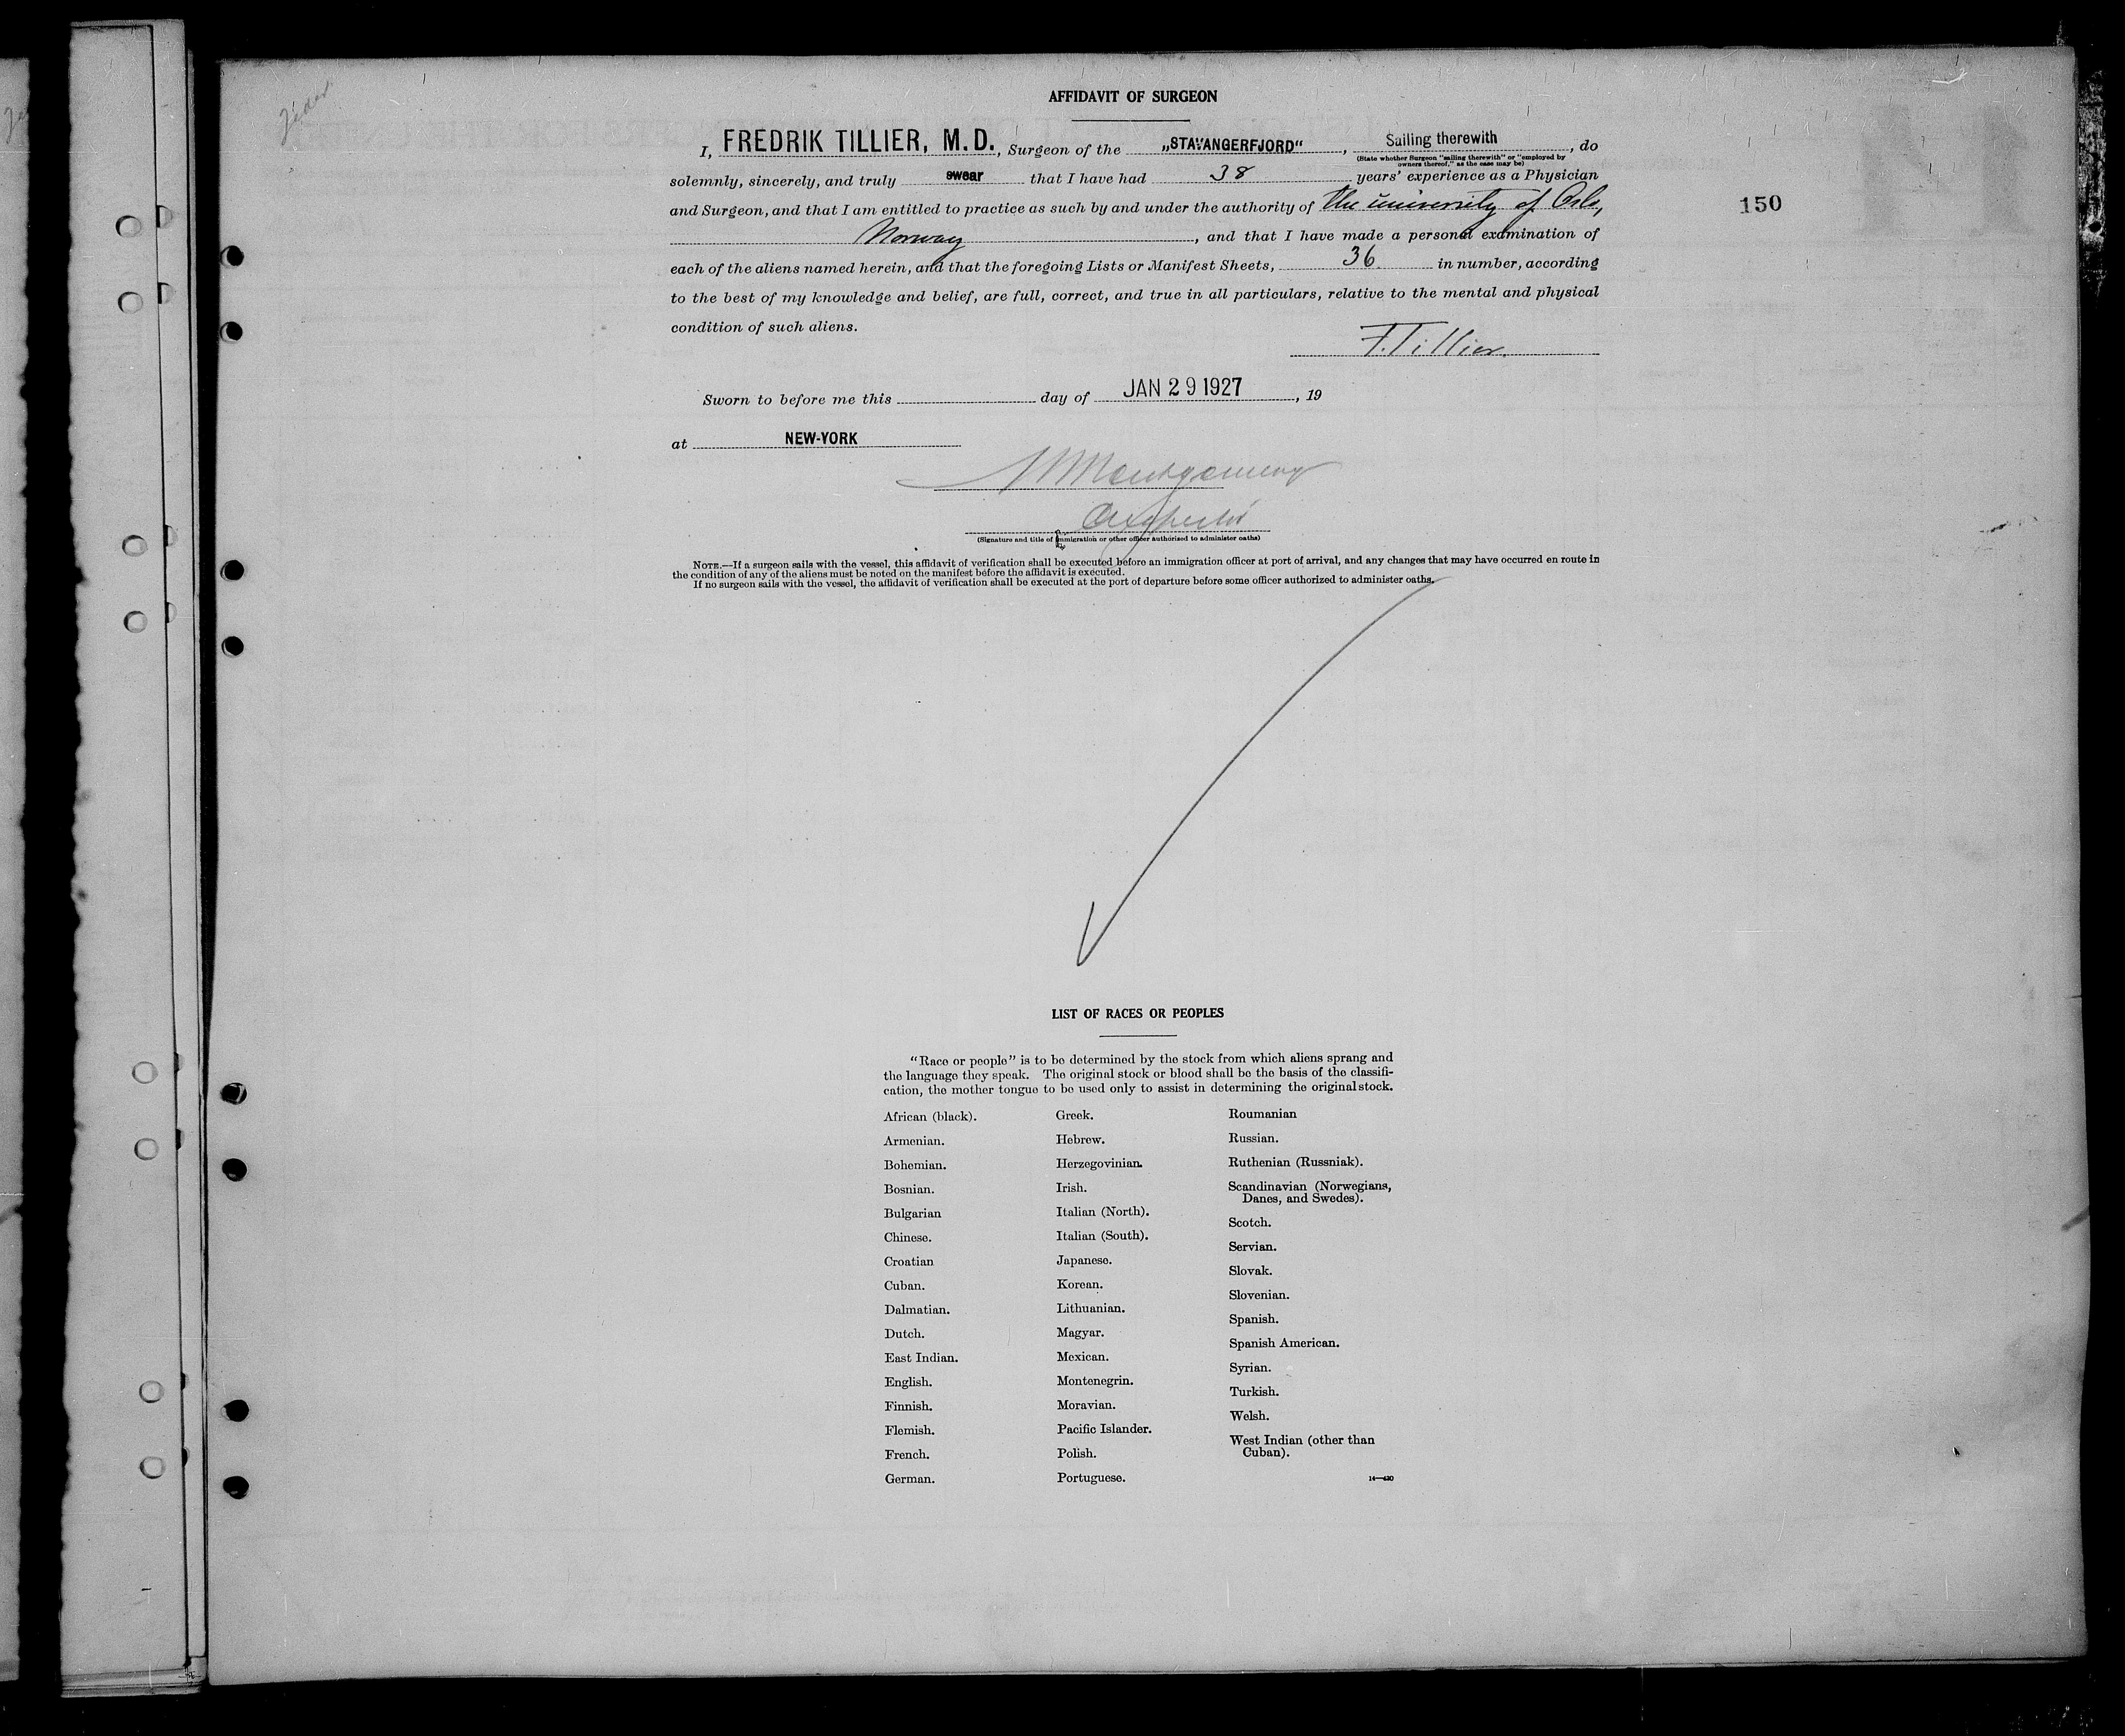 AFFIDAVIT OF SURGEON
I, FREDRIK TILLIER, M.D., Surgeon of the „STAVANGERFJORD", Sailing therewith, do
(State whether Surgeon "sailing therewith" or "employed by
owners thereof," as the case may be)
solemnly, sincerely, and truly swear that I have had 38 years' experience as a Physician
and Surgeon, and that I am entitled to practice as such by and under the authority of the university of Oslo,
150
Norway, and that I have made a personal examination of
each of the aliens named herein, and that the foregoing Lists or Manifest Sheets, 36 in number, according
to the best of my knowledge and belief, are full, correct, and true in all particulars, relative to the mental and physical
condition of such aliens.
F. Tillier.
Sworn to before me this day of JAN 29 1927, 19
at NEW-YORK
Montgomery
Inspector
(Signature and title of immigration or other officer authorized to administer oaths)
NOTE.—If a surgeon sails with the vessel, this affidavit of verification shall be executed before an immigration officer at port of arrival, and any changes that may have occurred en route in
the condition of any of the aliens must be noted on the manifest before the affidavit is executed.
If no surgeon sails with the vessel, the affidavit of verification shall be executed at the port of departure before some officer authorized to administer oaths.
LIST OF RACES OR PEOPLES
"Race or people" is to be determined by the stock from which aliens sprang and
the language they speak. The original stock or blood shall be the basis of the classifi-
cation, the mother tongue to be used only to assist in determining the original stock.
African (black).
Armenian.
Bohemian.
Bosnian.
Bulgarian
Chinese.
Croatian
Cuban.
Dalmatian.
Dutch.
East Indian.
English.
Finnish.
Flemish.
French.
German.
Greek.
Hebrew.
Herzegovinian.
Irish.
Italian (North).
Italian (South).
Japanese.
Korean.
Lithuanian.
Magyar.
Mexican.
Montenegrin.
Moravian.
Pacific Islander.
Polish.
Portuguese.
Roumanian
Russian.
Ruthenian (Russniak).
Scandinavian (Norwegians,
Danes, and Swedes).
Scotch.
Servian.
Slovak.
Slovenian.
Spanish.
Spanish American.
Syrian.
Turkish.
Welsh.
West Indian (other than
Cuban).
14—430